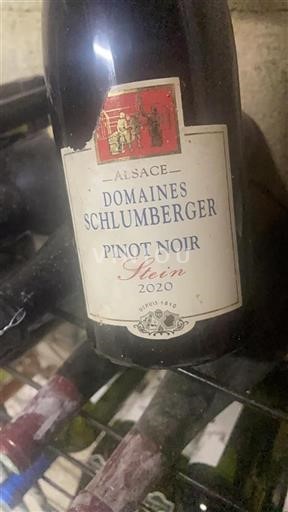 ALSACE
DOMAINES
SCHLUMBERGER
PINOT NOIR
Stein
2020
DEPUIS 1810